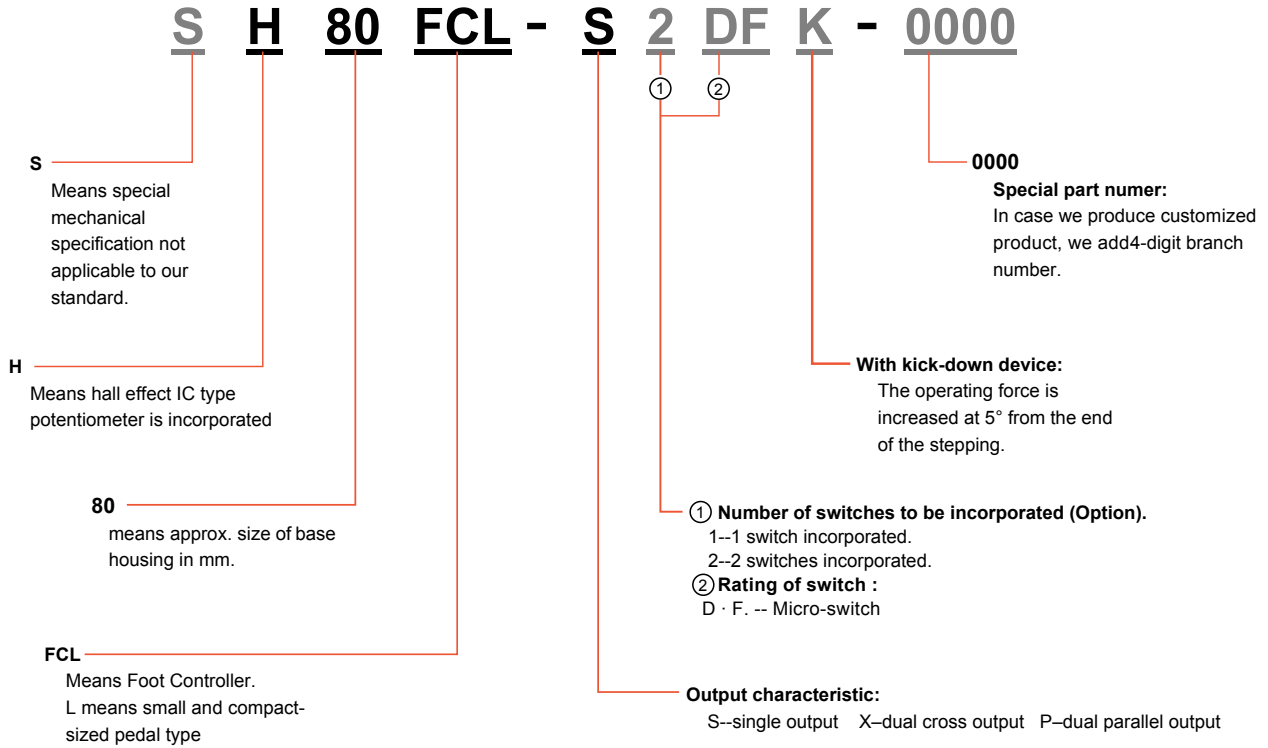 S H 80 FCL - S 2 DF K - 0000
① ②
S
Means special
mechanical
specification not
applicable to our
standard.
0000
Special part numer:
In case we produce customized
product, we add4-digit branch
number.
H
Means hall effect IC type
potentiometer is incorporated
With kick-down device:
The operating force is
increased at 5° from the end
of the stepping.
80
means approx. size of base
housing in mm.
① Number of switches to be incorporated (Option).
1--1 switch incorporated.
2--2 switches incorporated.
② Rating of switch :
D · F. -- Micro-switch
FCL
Means Foot Controller.
L means small and compact-
sized pedal type
Output characteristic:
S--single output X–dual cross output P–dual parallel output